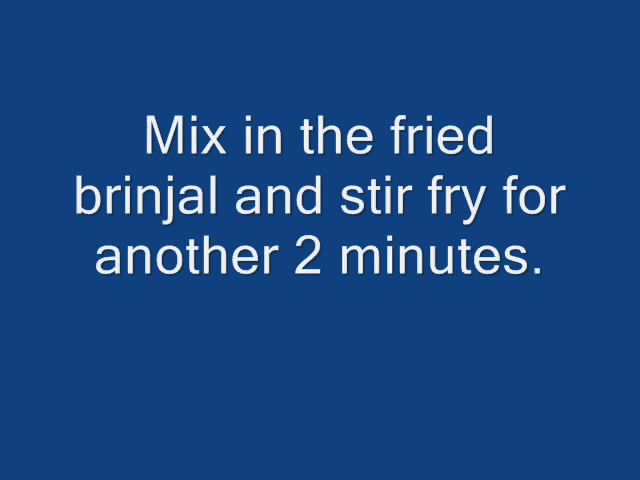 Mix in the fried
brinjal and stir fry for
another 2 minutes.